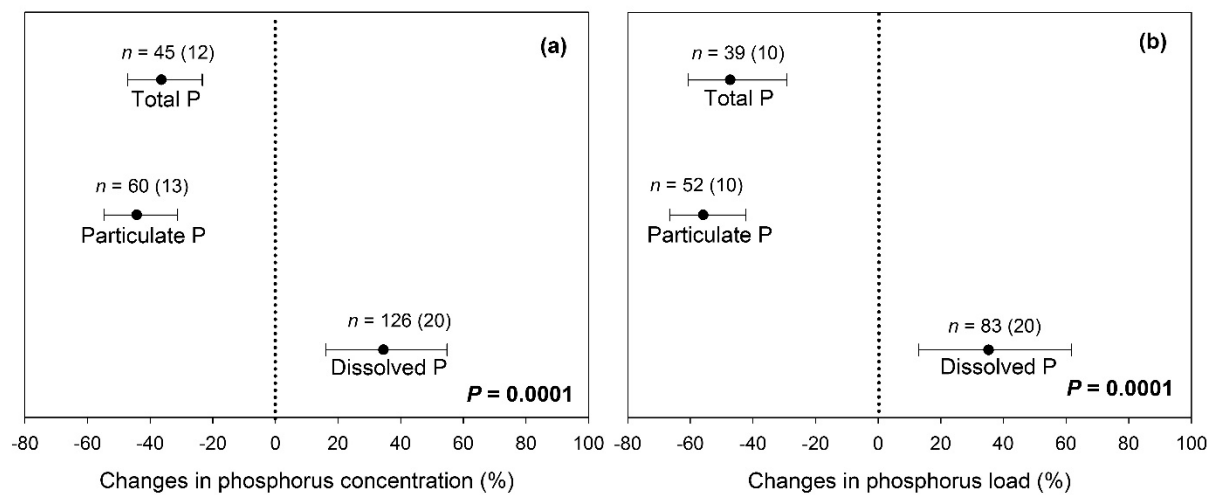 (a)
n = 45 (12)
Total P
n = 60 (13)
Particulate P
n = 126 (20)
Dissolved P
P = 0.0001
-80 -60 -40 -20 0 20 40 60 80 100
Changes in phosphorus concentration (%)
(b)
n = 39 (10)
Total P
n = 52 (10)
Particulate P
n = 83 (20)
Dissolved P
P = 0.0001
-80 -60 -40 -20 0 20 40 60 80 100
Changes in phosphorus load (%)